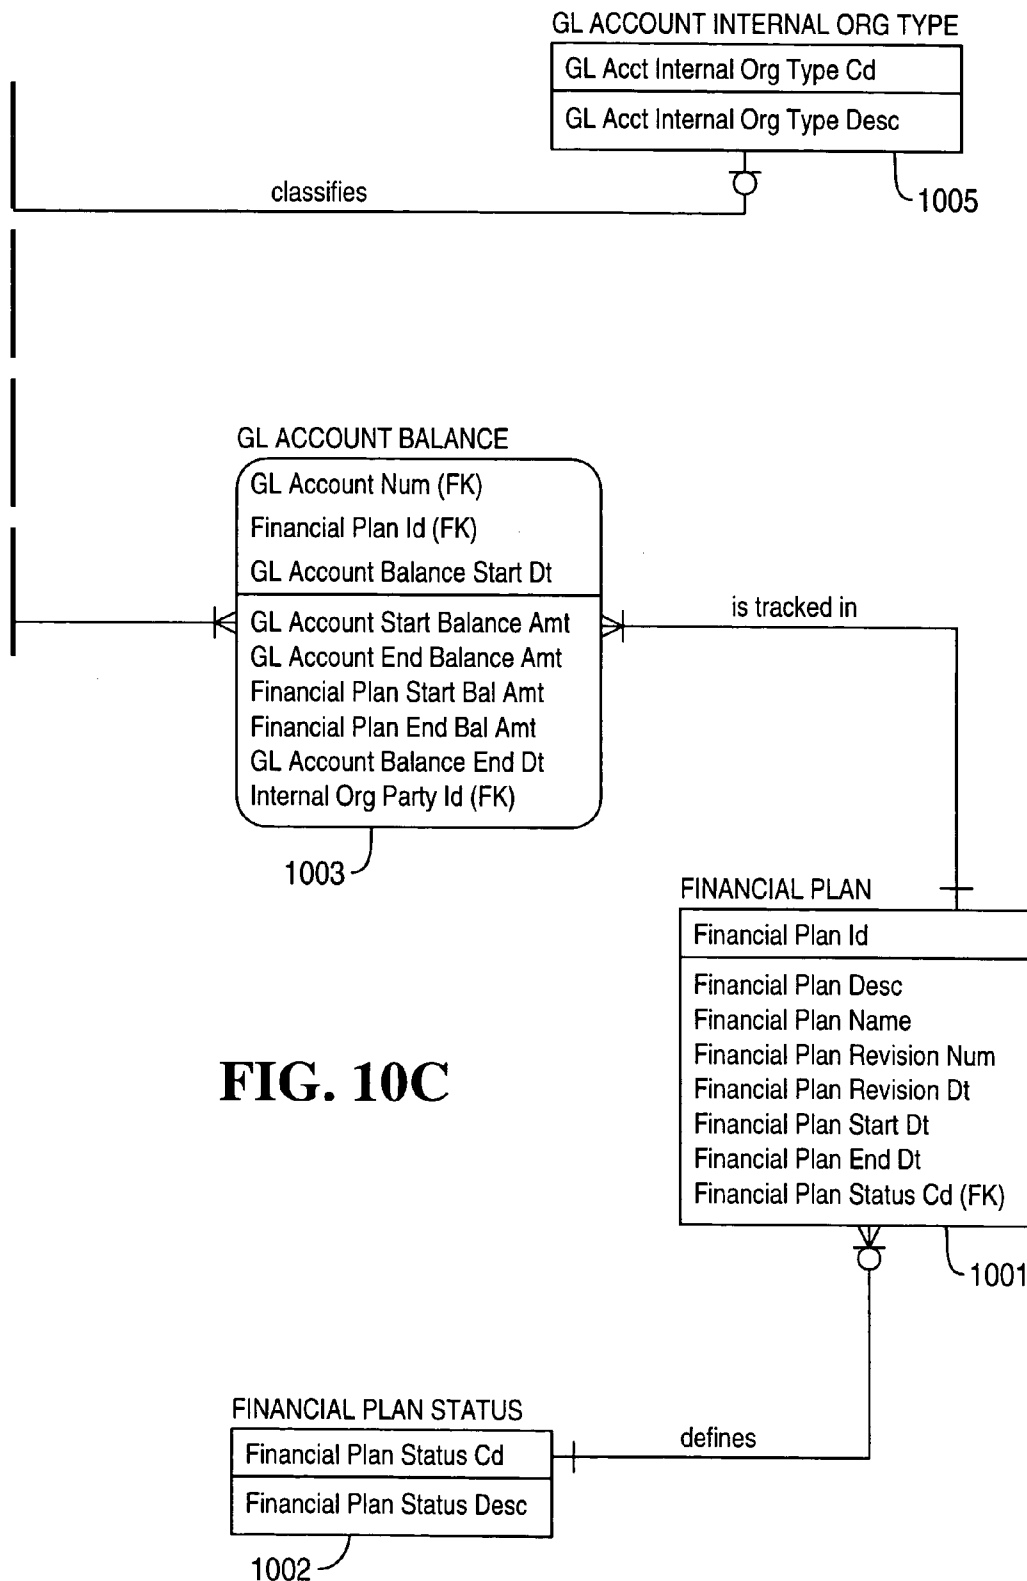 GL ACCOUNT INTERNAL ORG TYPE
GL Acct Internal Org Type Cd
GL Acct Internal Org Type Desc
classifies
1005
GL ACCOUNT BALANCE
GL Account Num (FK)
Financial Plan Id (FK)
GL Account Balance Start Dt
GL Account Start Balance Amt
GL Account End Balance Amt
Financial Plan Start Bal Amt
Financial Plan End Bal Amt
GL Account Balance End Dt
Internal Org Party Id (FK)
is tracked in
1003
FINANCIAL PLAN
Financial Plan Id
Financial Plan Desc
Financial Plan Name
Financial Plan Revision Num
Financial Plan Revision Dt
Financial Plan Start Dt
Financial Plan End Dt
Financial Plan Status Cd (FK)
FIG. 10C
1001
FINANCIAL PLAN STATUS
Financial Plan Status Cd
Financial Plan Status Desc
defines
1002